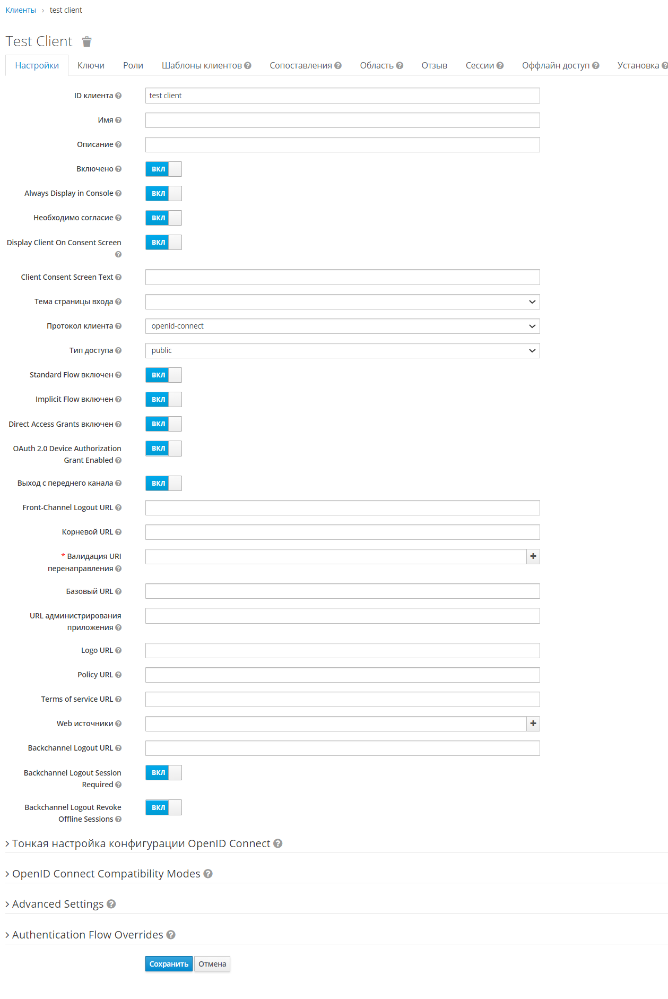 Клиенты › test client
Test Client
Настройки Ключи Роли Шаблоны клиентов Сопоставления Область Отзыв Сессии Оффлайн доступ Установка
ID клиента test client
Имя
Описание
Включено ВКЛ
Always Display in Console ВКЛ
Необходимо согласие ВКЛ
Display Client On Consent Screen ВКЛ
Client Consent Screen Text
Тема страницы входа
Протокол клиента openid-connect
Тип доступа public
Standard Flow включен ВКЛ
Implicit Flow включен ВКЛ
Direct Access Grants включен ВКЛ
OAuth 2.0 Device Authorization ВКЛ
Grant Enabled
Выход с переднего канала ВКЛ
Front-Channel Logout URL
Корневой URL
* Валидация URI
перенаправления
Базовый URL
URL администрирования
приложения
Logo URL
Policy URL
Terms of service URL
Web источники
Backchannel Logout URL
Backchannel Logout Session ВКЛ
Required
Backchannel Logout Revoke ВКЛ
Offline Sessions
Тонкая настройка конфигурации OpenID Connect
OpenID Connect Compatibility Modes
Advanced Settings
Authentication Flow Overrides
Сохранить Отмена